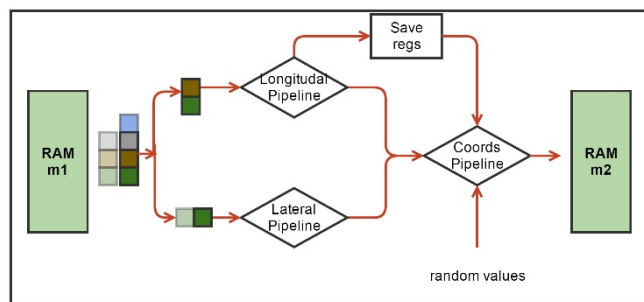 Save
regs
Longitudal
Pipeline
RAM
m1
Coords
Pipeline
RAM
m2
Lateral
Pipeline
random values